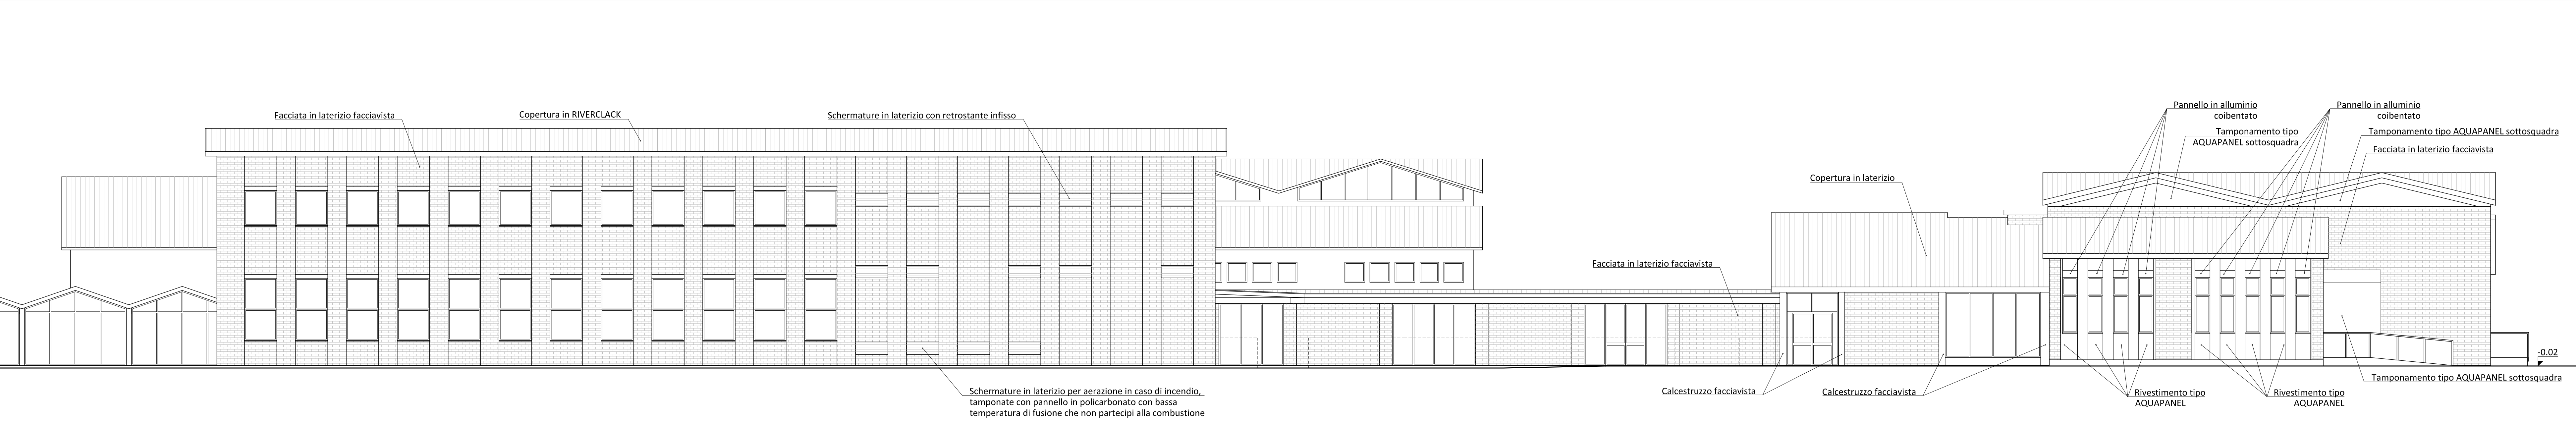 Facciata in laterizio facciavista
Copertura in RIVERCLACK
Schermature in laterizio con retrostante infisso
Schermature in laterizio per aerazione in caso di incendio,
tamponate con pannello in policarbonato con bassa
temperatura di fusione che non partecipi alla combustione
Facciata in laterizio facciavista
Copertura in laterizio
Calcestruzzo facciavista
Calcestruzzo facciavista
Pannello in alluminio
coibentato
Tamponamento tipo
AQUAPANEL sottosquadra
Pannello in alluminio
coibentato
Tamponamento tipo AQUAPANEL sottosquadra
Facciata in laterizio facciavista
-0.02
Tamponamento tipo AQUAPANEL sottosquadra
Rivestimento tipo
AQUAPANEL
Rivestimento tipo
AQUAPANEL